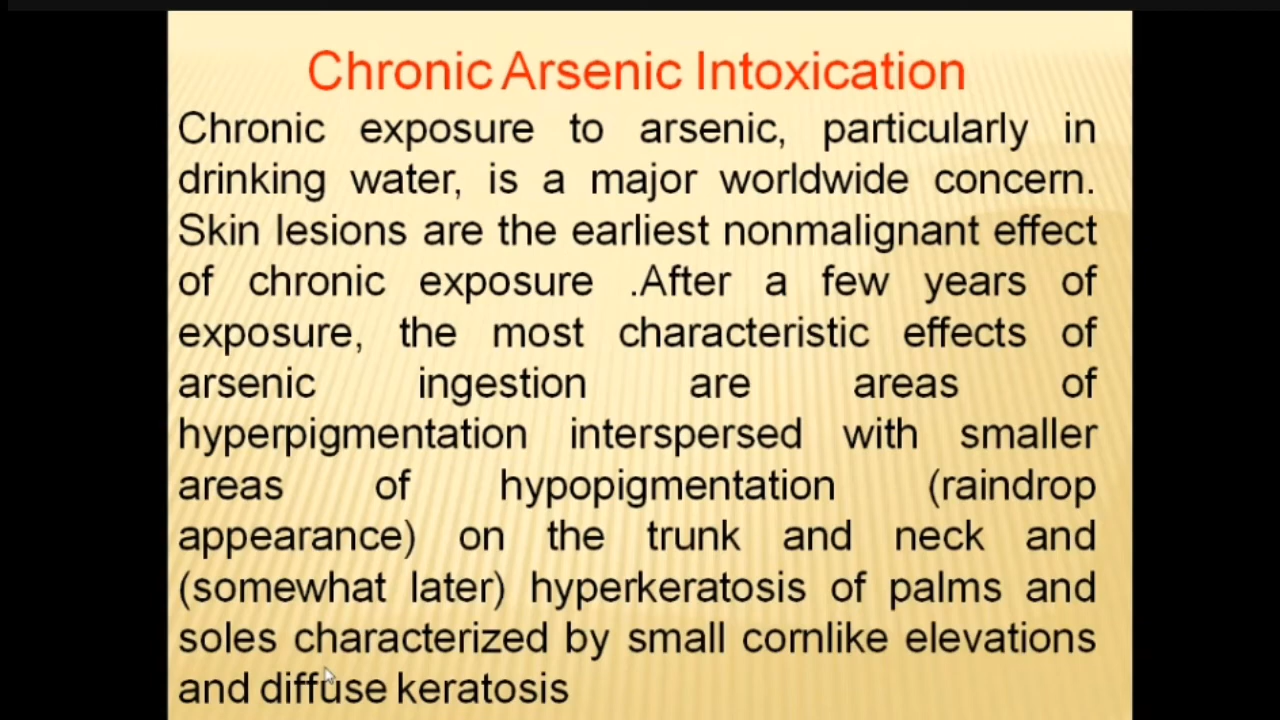 Chronic Arsenic Intoxication
Chronic exposure to arsenic, particularly in
drinking water, is a major worldwide concern.
Skin lesions are the earliest nonmalignant effect
of chronic exposure .After a few years of
exposure, the most characteristic effects of
arsenic ingestion are areas of
hyperpigmentation interspersed with smaller
areas of hypopigmentation (raindrop
appearance) on the trunk and neck and
(somewhat later) hyperkeratosis of palms and
soles characterized by small cornlike elevations
and diffuse keratosis